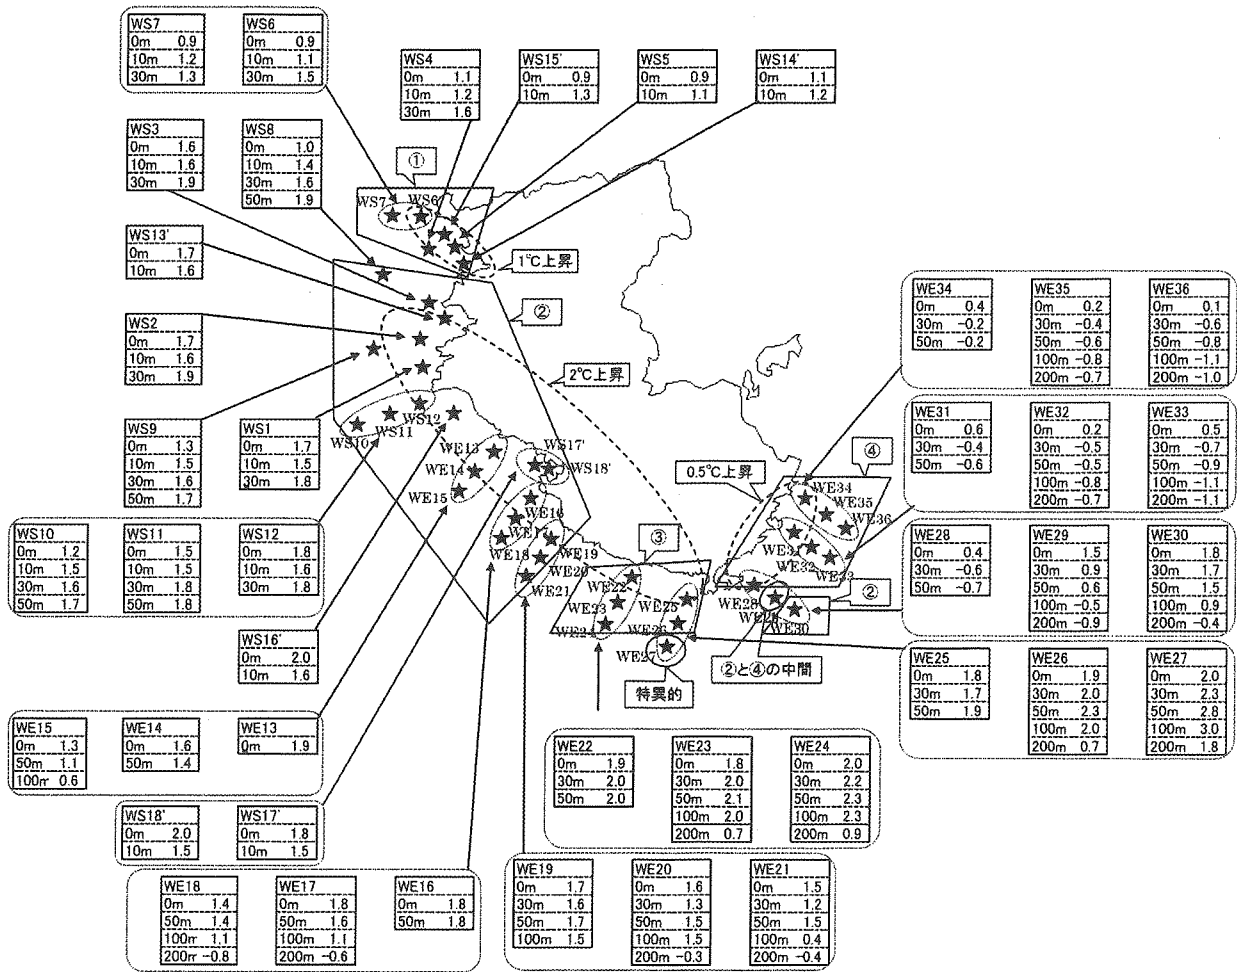 WS7
0m 0.9
10m 1.2
30m 1.3
WS6
0m 0.9
10m 1.1
30m 1.5
WS4
0m 1.1
10m 1.2
30m 1.6
WS15'
0m 0.9
10m 1.3
WS5
0m 0.9
10m 1.1
WS14'
0m 1.1
10m 1.2
WS3
0m 1.6
10m 1.6
30m 1.9
WS8
0m 1.0
10m 1.4
30m 1.6
50m 1.9
WS13'
0m 1.7
10m 1.6
WS2
0m 1.7
10m 1.6
30m 1.9
WS9
0m 1.3
10m 1.5
30m 1.6
50m 1.7
WS1
0m 1.7
10m 1.5
30m 1.8
WS10
0m 1.2
10m 1.5
30m 1.6
50m 1.7
WS11
0m 1.5
10m 1.5
30m 1.8
50m 1.8
WS12
0m 1.8
10m 1.6
30m 1.8
WS16'
0m 2.0
10m 1.6
WE15
0m 1.3
50m 1.1
100m 0.6
WE14
0m 1.6
50m 1.4
WE13
0m 1.9
WS18'
0m 2.0
10m 1.5
WS17'
0m 1.8
10m 1.5
WE18
0m 1.4
50m 1.4
100m 1.1
200m -0.8
WE17
0m 1.8
50m 1.6
100m 1.1
200m -0.6
WE16
0m 1.8
50m 1.8
WE19
0m 1.7
30m 1.6
50m 1.7
100m 1.5
WE20
0m 1.6
30m 1.3
50m 1.5
100m 1.5
200m -0.3
WE21
0m 1.5
30m 1.2
50m 1.5
100m 0.4
200m -0.4
WE22
0m 1.9
30m 2.0
50m 2.0
WE23
0m 1.8
30m 2.0
50m 2.1
100m 2.0
200m 0.7
WE24
0m 2.0
30m 2.2
50m 2.3
100m 2.3
200m 0.9
WE34
0m 0.4
30m -0.2
50m -0.2
WE35
0m 0.2
30m -0.4
50m -0.6
100m -0.8
200m -0.7
WE36
0m 0.1
30m -0.6
50m -0.8
100m -1.1
200m -1.0
WE31
0m 0.6
30m -0.4
50m -0.6
WE32
0m 0.2
30m -0.5
50m -0.5
100m -0.8
200m -0.7
WE33
0m 0.5
30m -0.7
50m -0.9
100m -1.1
200m -1.1
WE28
0m 0.4
30m -0.6
50m -0.7
WE29
0m 1.5
30m 0.9
50m 0.6
100m -0.5
200m -0.9
WE30
0m 1.8
30m 1.7
50m 1.5
100m 0.9
200m -0.4
WE25
0m 1.8
30m 1.7
50m 1.9
WE26
0m 1.9
30m 2.0
50m 2.3
100m 2.0
200m 0.7
WE27
0m 2.0
30m 2.3
50m 2.8
100m 3.0
200m 1.8
①
WS7
WS6
1℃上昇
②
2℃上昇
WS10
WS11
WS12
WE13
WE14
WE15
WS17'
WS18'
WE16
WE17
WE18
WE19
WE20
WE21
③
WE22
WE23
WE24
WE25
WE26
WE27
特異的
0.5℃上昇
④
WE34
WE35
WE36
WE31
WE32
WE33
WE28
WE29
WE30
②
②と④の中間